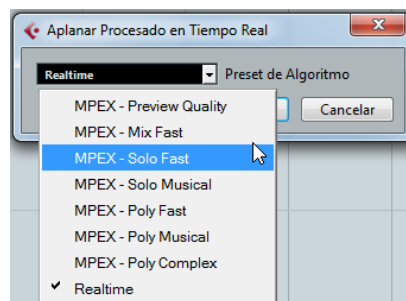 Aplanar Procesado en Tiempo Real
Realtime Preset de Algoritmo
Cancelar
MPEX - Preview Quality
MPEX - Mix Fast
MPEX - Solo Fast
MPEX - Solo Musical
MPEX - Poly Fast
MPEX - Poly Musical
MPEX - Poly Complex
Realtime